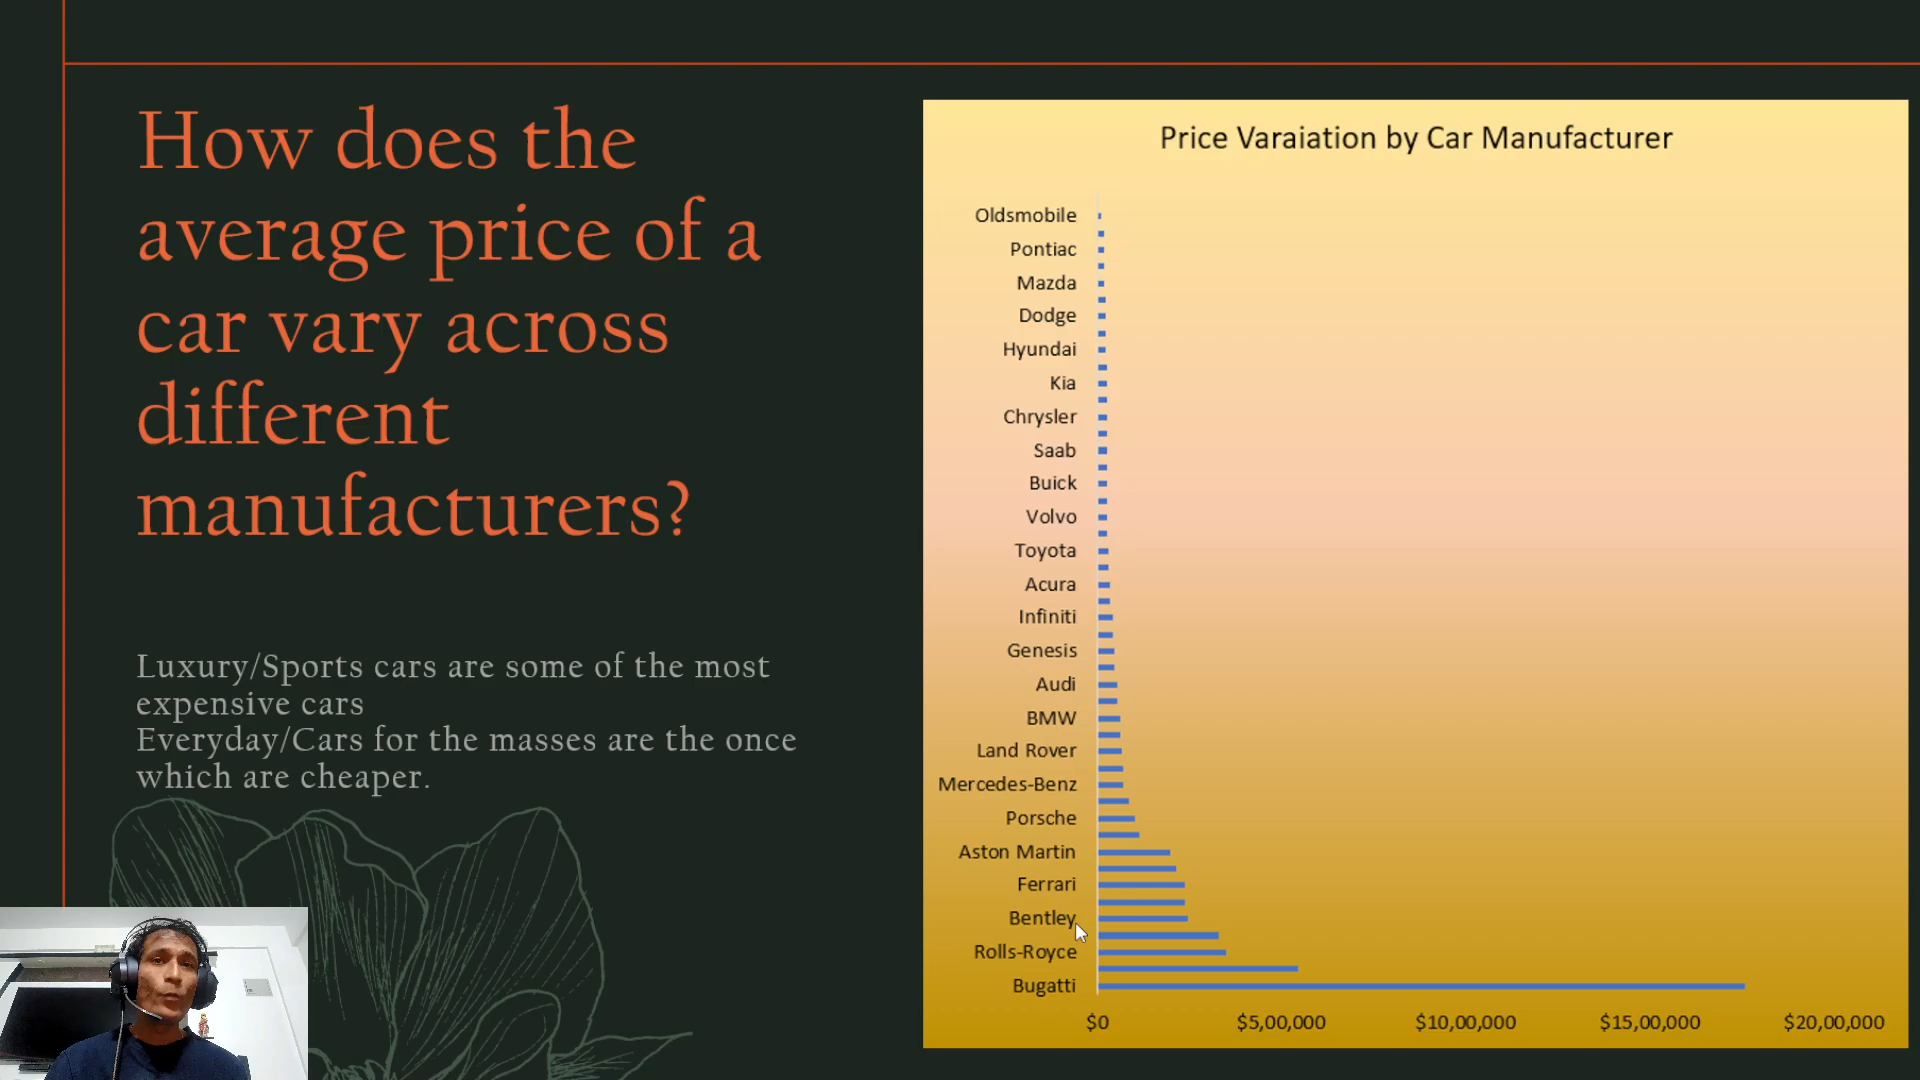 How does the
average price of a
car vary across
different
manufacturers?
Luxury/Sports cars are some of the most
expensive cars
Everyday/Cars for the masses are the once
which are cheaper.
Price Varaiation by Car Manufacturer
Oldsmobile
Pontiac
Mazda
Dodge
Hyundai
Kia
Chrysler
Saab
Buick
Volvo
Toyota
Acura
Infiniti
Genesis
Audi
BMW
Land Rover
Mercedes-Benz
Porsche
Aston Martin
Ferrari
Bentley
Rolls-Royce
Bugatti
$0 $5,00,000 $10,00,000 $15,00,000 $20,00,000